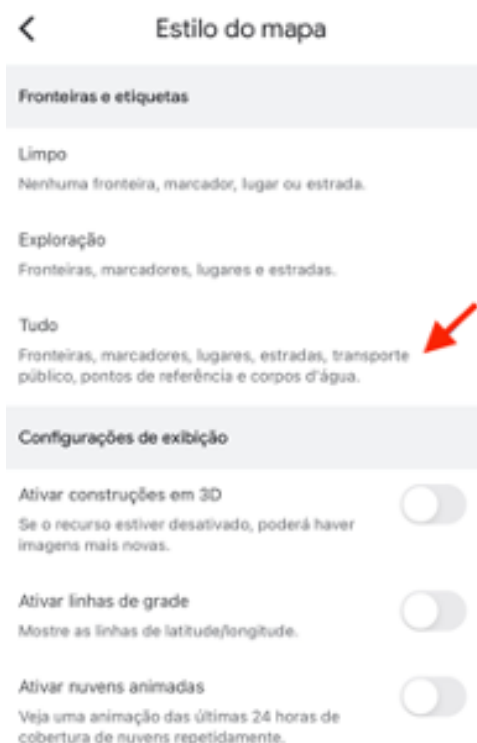 Estilo do mapa
Fronteiras e etiquetas
Limpo
Nenhuma fronteira, marcador, lugar ou estrada.
Exploração
Fronteiras, marcadores, lugares e estradas.
Tudo
Fronteiras, marcadores, lugares, estradas, transporte
público, pontos de referência e corpos d'água.
Configurações de exibição
Ativar construções em 3D
Se o recurso estiver desativado, poderá haver
imagens mais novas.
Ativar linhas de grade
Mostre as linhas de latitude/longitude.
Ativar nuvens animadas
Veja uma animação das últimas 24 horas de
cobertura de nuvens repetidamente.